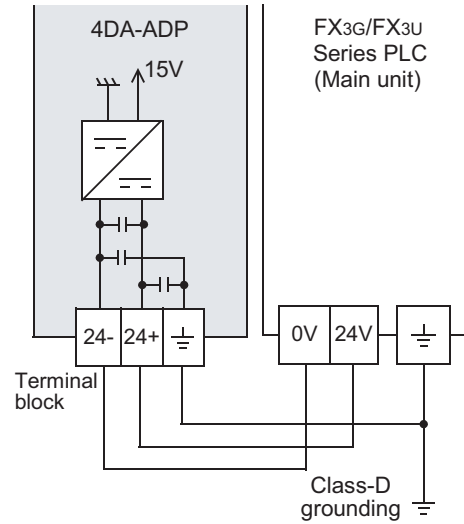 4DA-ADP
15V
FX3G/FX3U
Series PLC
(Main unit)
24-
24+
0V
24V
Terminal
block
Class-D
grounding